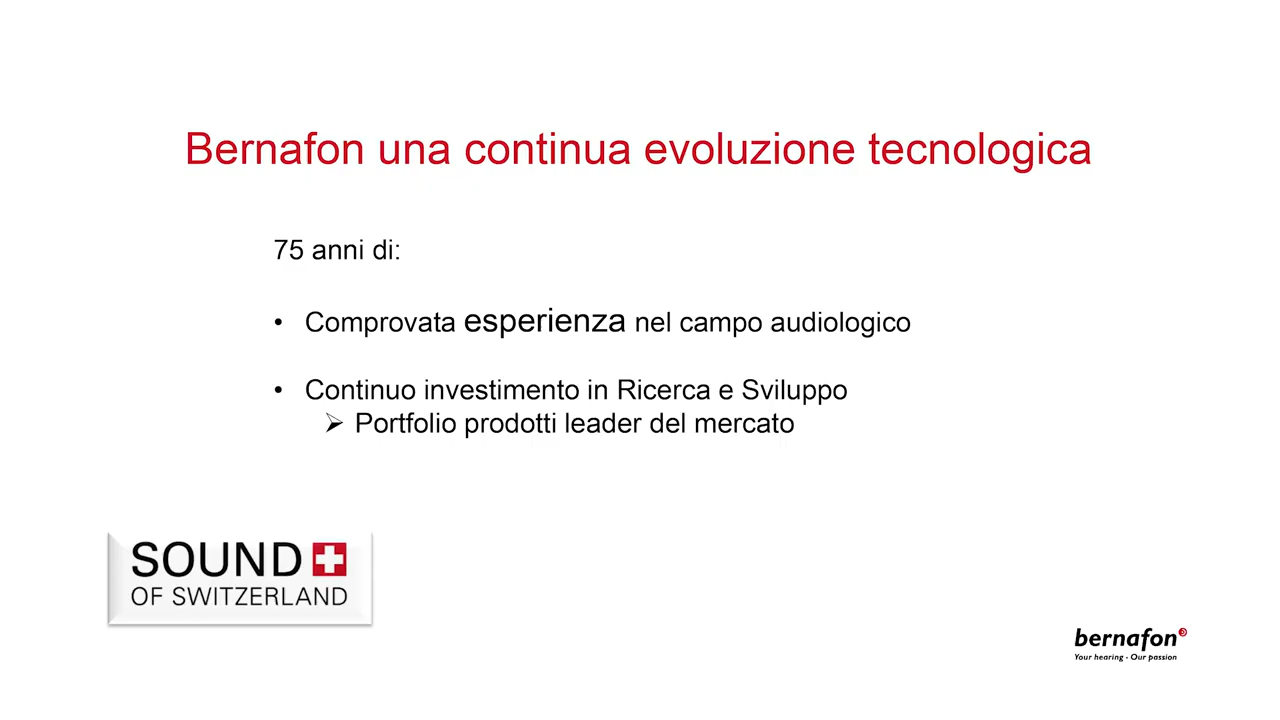 Bernafon una continua evoluzione tecnologica
75 anni di:
• Comprovata esperienza nel campo audiologico
• Continuo investimento in Ricerca e Sviluppo
➢ Portfolio prodotti leader del mercato
SOUND
OF SWITZERLAND
bernafon
Your hearing - Our passion